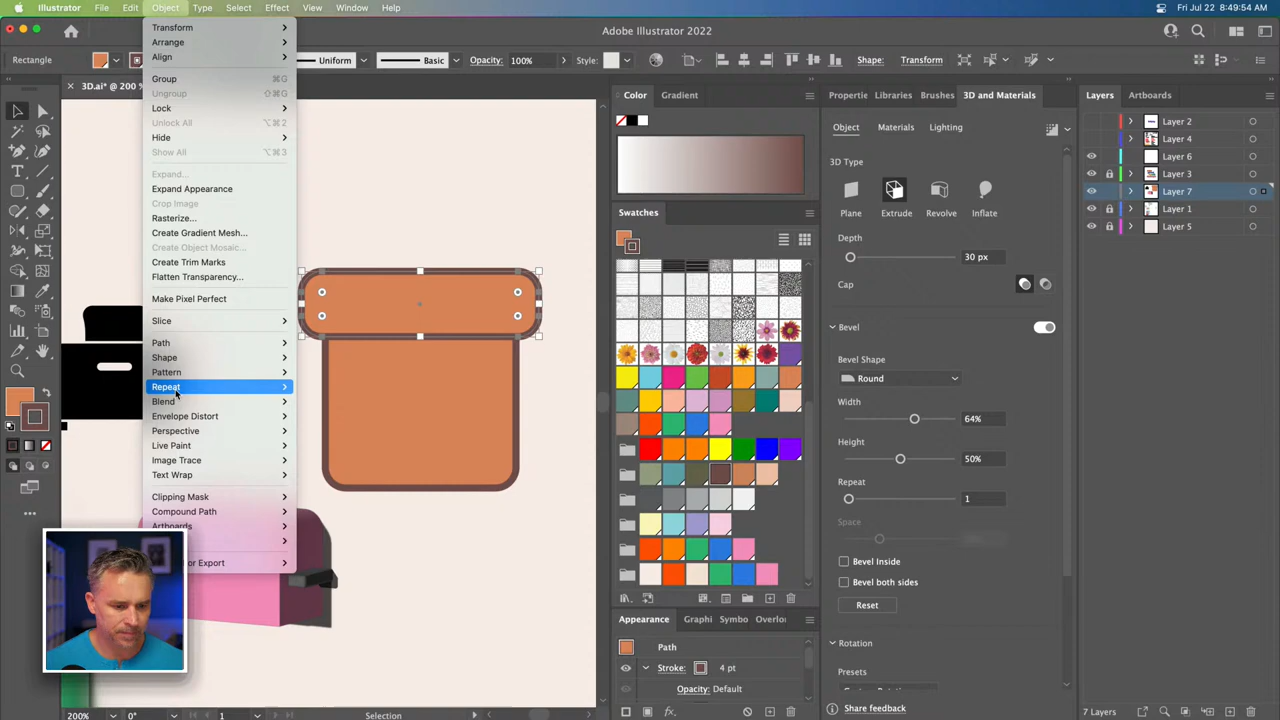 Illustrator File Edit Object Type Select Effect View Window Help
Fri Jul 22 8:49:54 AM
Adobe Illustrator 2022
Rectangle
Uniform
Basic
Opacity: 100%
Style:
Shape:
Transform
3D.ai* @ 200 %
Transform
Arrange
Align
Group ⌘G
Ungroup ⇧⌘G
Lock
Unlock All ⌥⌘2
Hide
Show All ⌥⌘3
Expand...
Expand Appearance
Crop Image
Rasterize...
Create Gradient Mesh...
Create Object Mosaic...
Create Trim Marks
Flatten Transparency...
Make Pixel Perfect
Slice
Path
Shape
Pattern
Repeat
Blend
Envelope Distort
Perspective
Live Paint
Image Trace
Text Wrap
Clipping Mask
Compound Path
Artboards
or Export
Color Gradient
Swatches
Appearance Graphi Symbo Overlo
Path
Stroke: 4 pt
Opacity: Default
Propertie Libraries Brushes 3D and Materials
Object Materials Lighting
3D Type
Plane Extrude Revolve Inflate
Depth
30 px
Cap
Bevel
Bevel Shape
Round
Width
64%
Height
50%
Repeat
1
Space
Bevel Inside
Bevel both sides
Reset
Rotation
Presets
Share feedback
Layers Artboards
Layer 2
Layer 4
Layer 6
Layer 3
Layer 7
Layer 1
Layer 5
7 Layers
200% 0° 1 Selection